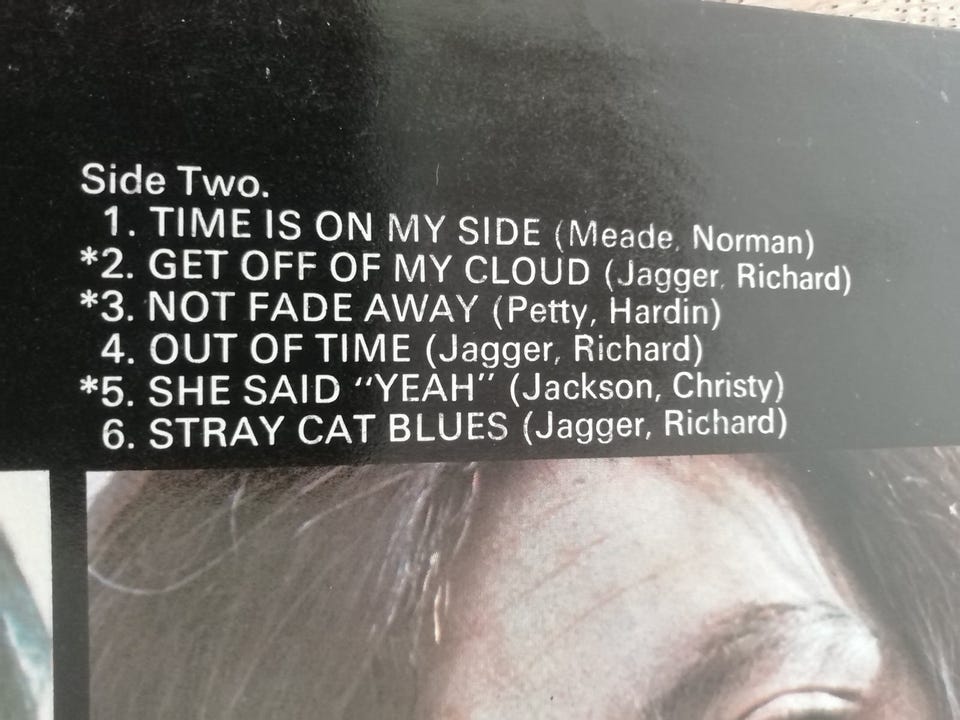 Side Two.
1. TIME IS ON MY SIDE (Meade, Norman)
*2. GET OFF OF MY CLOUD (Jagger, Richard)
*3. NOT FADE AWAY (Petty, Hardin)
4. OUT OF TIME (Jagger, Richard)
*5. SHE SAID “YEAH” (Jackson, Christy)
6. STRAY CAT BLUES (Jagger, Richard)